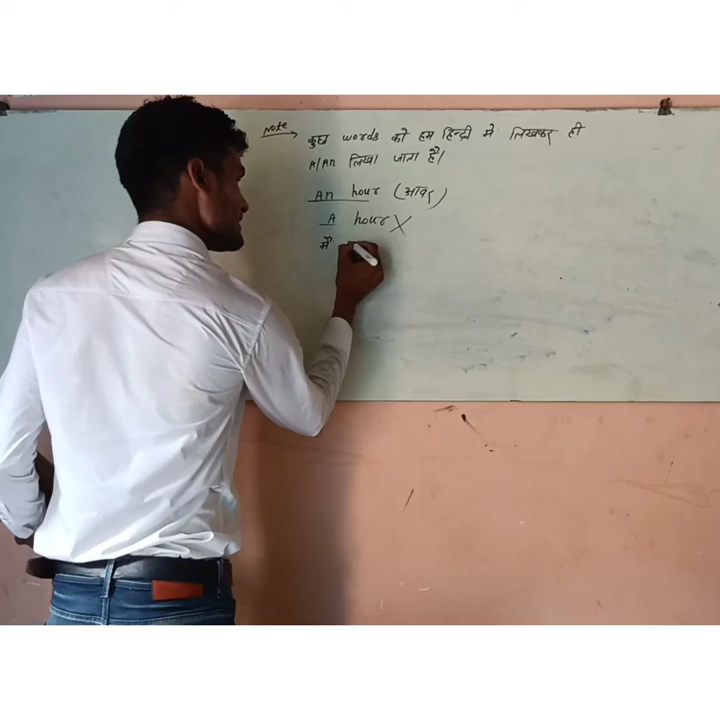 Note → कुछ words को हम हिन्दी मे लिखकर ही
A/An लिखा जाता है।
An hour (आवर)
A hour X
मैं